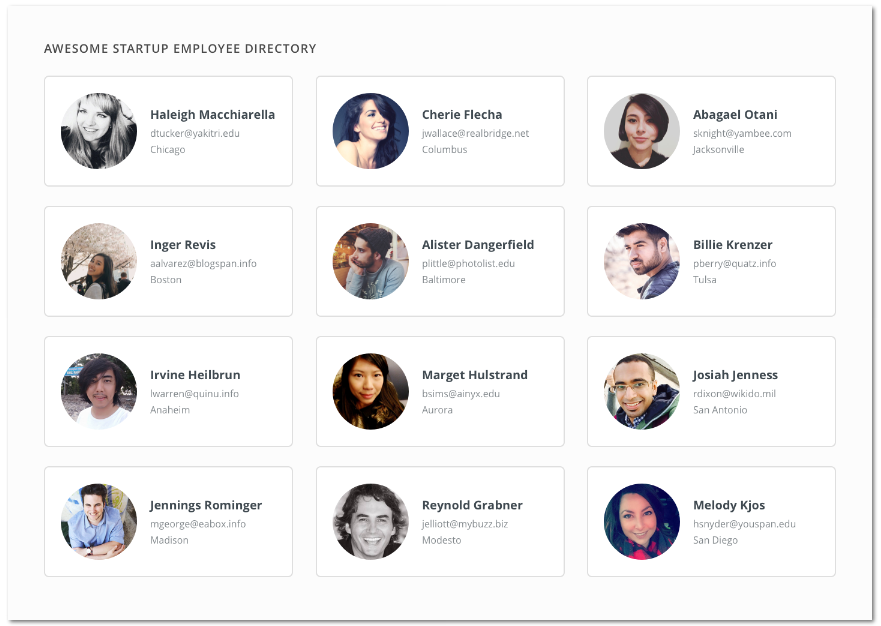 AWESOME STARTUP EMPLOYEE DIRECTORY
Haleigh Macchiarella
dtucker@yakitri.edu
Chicago
Cherie Flecha
jwallace@realbridge.net
Columbus
Abagael Otani
sknight@yambee.com
Jacksonville
Inger Revis
aalvarez@blogspan.info
Boston
Alister Dangerfield
plittle@photolist.edu
Baltimore
Billie Krenzer
pberry@quatz.info
Tulsa
Irvine Heilbrun
lwarren@quinu.info
Anaheim
Marget Hulstrand
bsims@ainyx.edu
Aurora
Josiah Jenness
rdixon@wikido.mil
San Antonio
Jennings Rominger
mgeorge@eabox.info
Madison
Reynold Grabner
jelliott@mybuzz.biz
Modesto
Melody Kjos
hsnyder@youspan.edu
San Diego